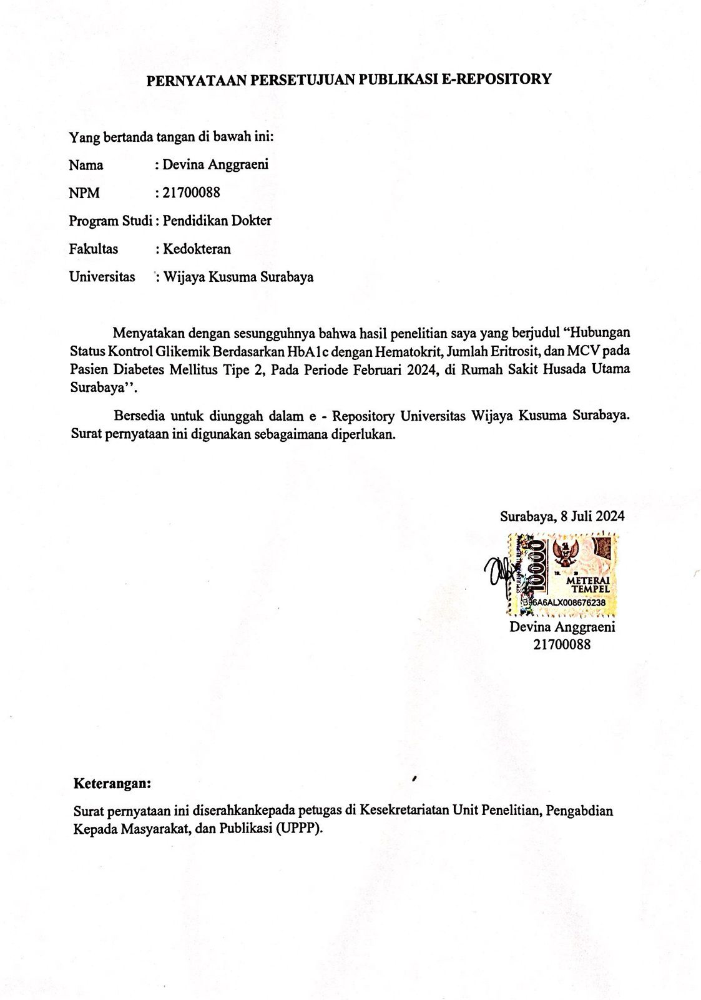 PERNYATAAN PERSETUJUAN PUBLIKASI E-REPOSITORY
Yang bertanda tangan di bawah ini:
Nama : Devina Anggraeni
NPM : 21700088
Program Studi : Pendidikan Dokter
Fakultas : Kedokteran
Universitas : Wijaya Kusuma Surabaya
Menyatakan dengan sesungguhnya bahwa hasil penelitian saya yang berjudul “Hubungan
Status Kontrol Glikemik Berdasarkan HbA1c dengan Hematokrit, Jumlah Eritrosit, dan MCV pada
Pasien Diabetes Mellitus Tipe 2, Pada Periode Februari 2024, di Rumah Sakit Husada Utama
Surabaya’’.
Bersedia untuk diunggah dalam e - Repository Universitas Wijaya Kusuma Surabaya.
Surat pernyataan ini digunakan sebagaimana diperlukan.
Surabaya, 8 Juli 2024
10000
METERAI
TEMPEL
B96A6ALX008676238
Devina Anggraeni
21700088
Keterangan:
Surat pernyataan ini diserahkankepada petugas di Kesekretariatan Unit Penelitian, Pengabdian
Kepada Masyarakat, dan Publikasi (UPPP).